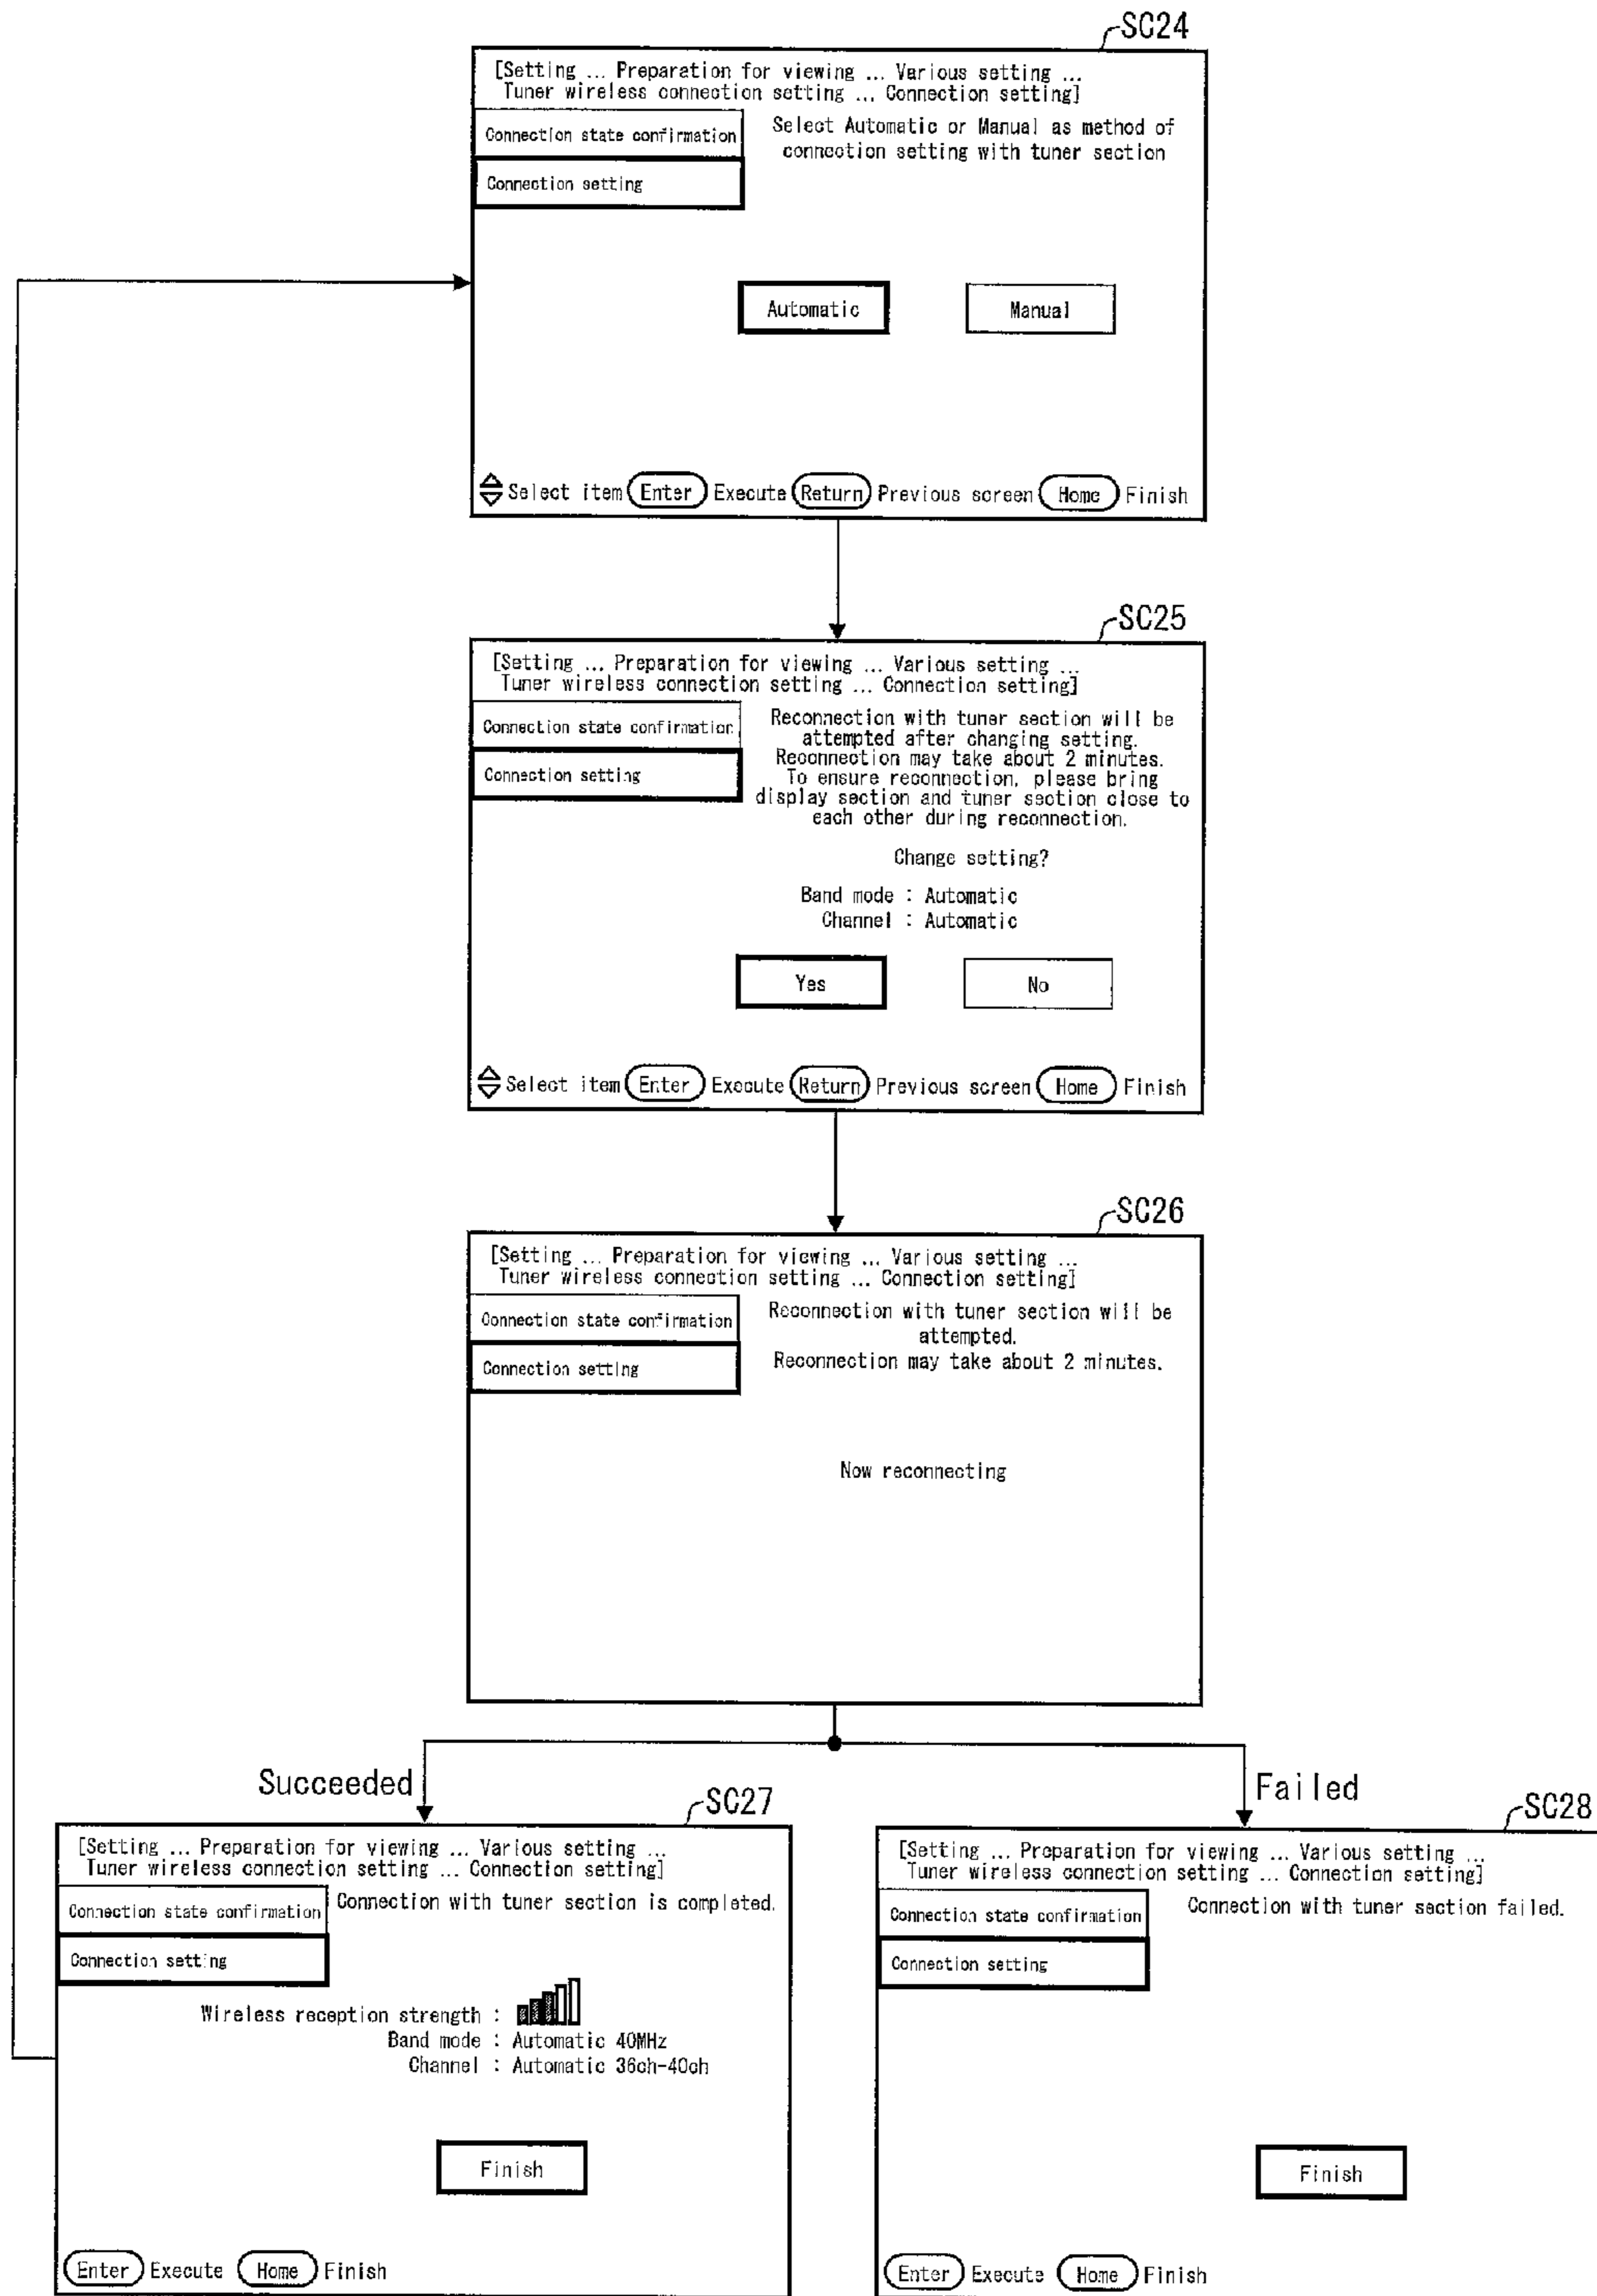 SC24
[Setting ... Preparation for viewing ... Various setting ...
Tuner wireless connection setting ... Connection setting]
Connection state confirmation
Connection setting
Select Automatic or Manual as method of
connection setting with tuner section
Automatic
Manual
Select item Enter Execute Return Previous screen Home Finish
SC25
[Setting ... Preparation for viewing ... Various setting ...
Tuner wireless connection setting ... Connection setting]
Connection state confirmation
Connection setting
Reconnection with tuner section will be
attempted after changing setting.
Reconnection may take about 2 minutes.
To ensure reconnection, please bring
display section and tuner section close to
each other during reconnection.
Change setting?
Band mode : Automatic
Channel : Automatic
Yes
No
Select item Enter Execute Return Previous screen Home Finish
SC26
[Setting ... Preparation for viewing ... Various setting ...
Tuner wireless connection setting ... Connection setting]
Connection state confirmation
Connection setting
Reconnection with tuner section will be
attempted.
Reconnection may take about 2 minutes.
Now reconnecting
Succeeded
Failed
SC27
[Setting ... Preparation for viewing ... Various setting ...
Tuner wireless connection setting ... Connection setting]
Connection state confirmation
Connection setting
Connection with tuner section is completed.
Wireless reception strength :
Band mode : Automatic 40MHz
Channel : Automatic 36ch-40ch
Finish
Enter Execute Home Finish
SC28
[Setting ... Preparation for viewing ... Various setting ...
Tuner wireless connection setting ... Connection setting]
Connection state confirmation
Connection setting
Connection with tuner section failed.
Finish
Enter Execute Home Finish